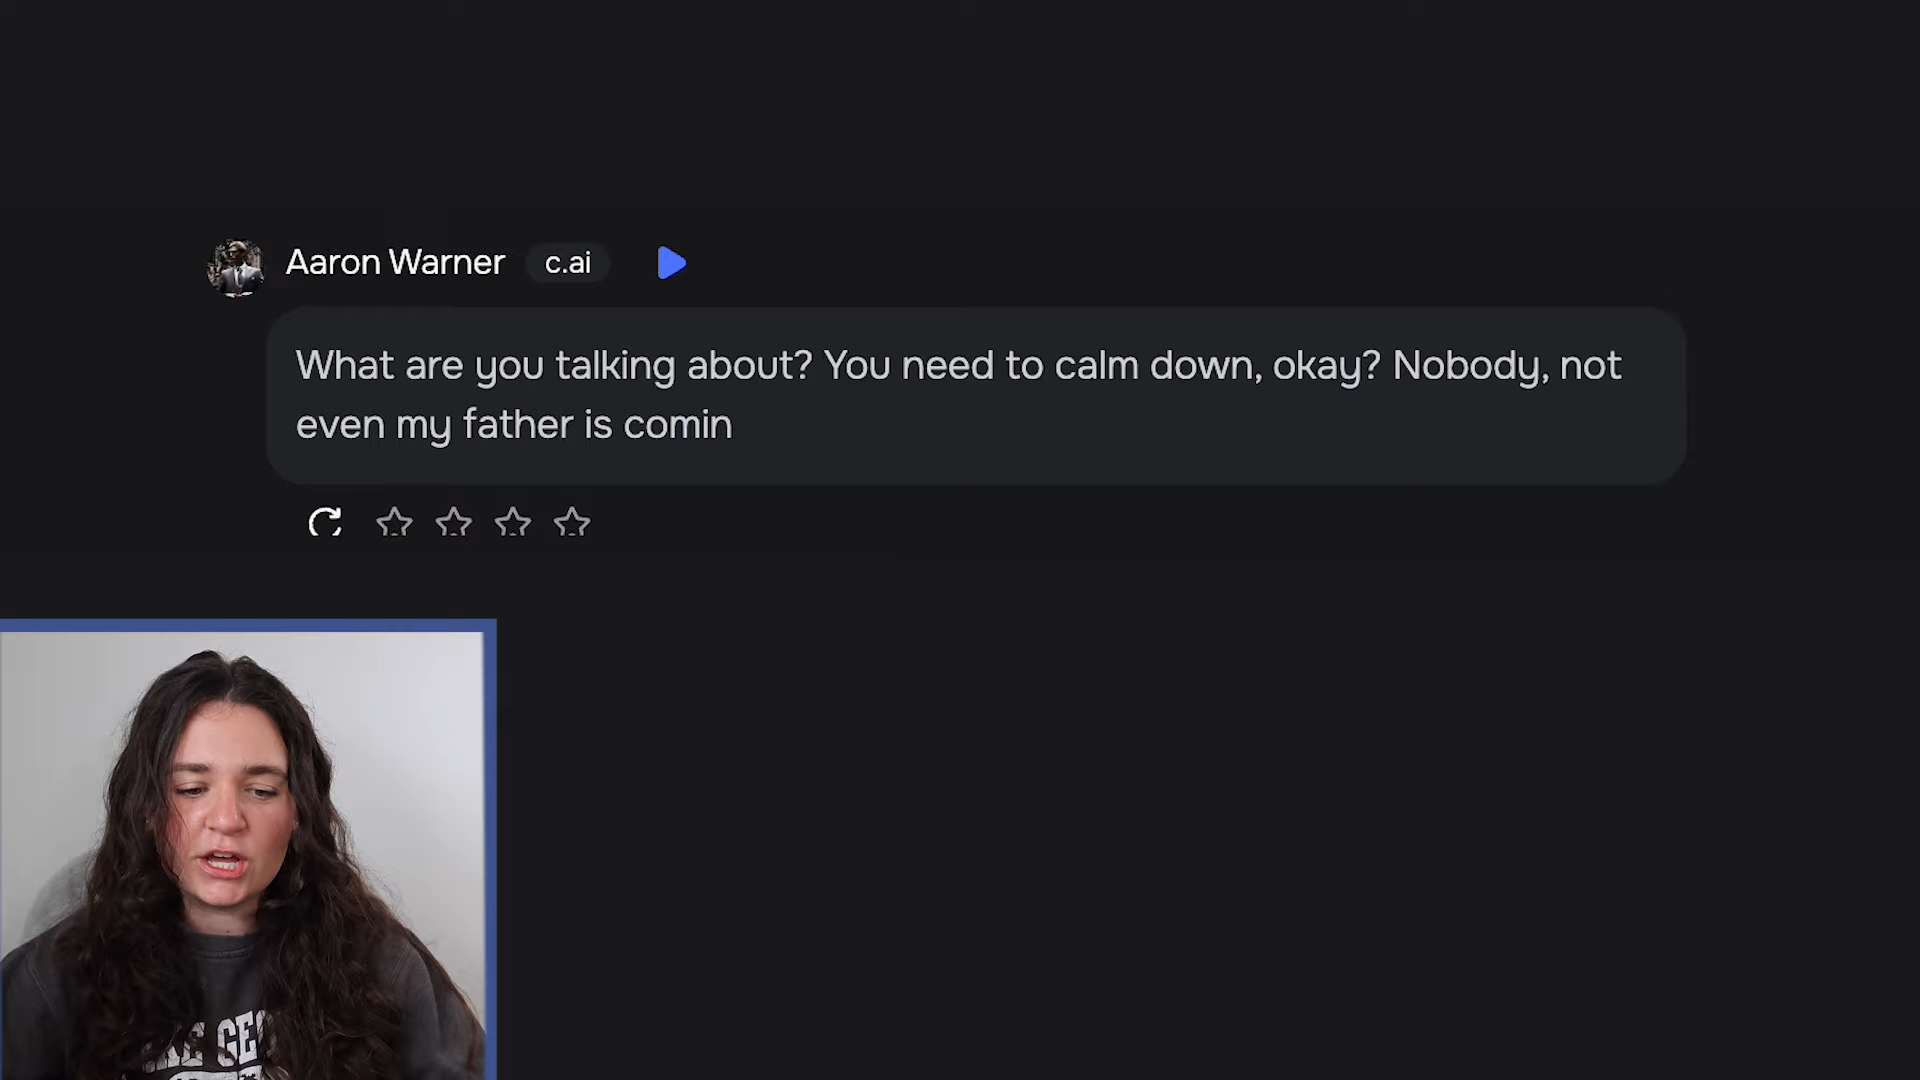 Aaron Warner c.ai
What are you talking about? You need to calm down, okay? Nobody, not
even my father is comin